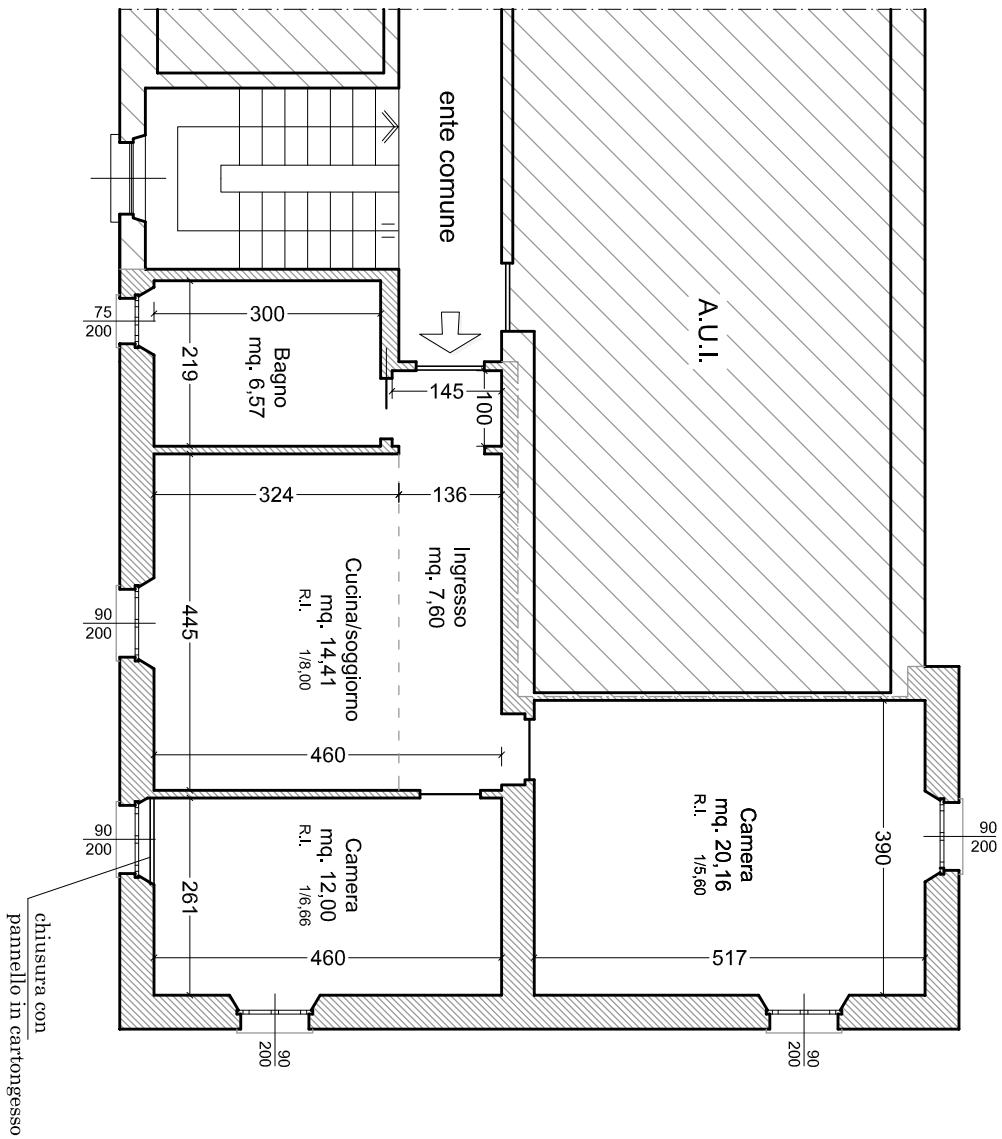 ente comune
A.U.I.
75
200
300
219
Bagno
mq. 6,57
145
100
324
136
Ingresso
mq. 7,60
Cucina/soggiorno
mq. 14,41
R.I. 1/8,00
90
200
445
460
Camera
mq. 20,16
R.I. 1/5,60
390
90
200
517
Camera
mq. 12,00
R.I. 1/6,66
90
200
261
460
90
200
90
200
chiusura con
pannello in cartongesso